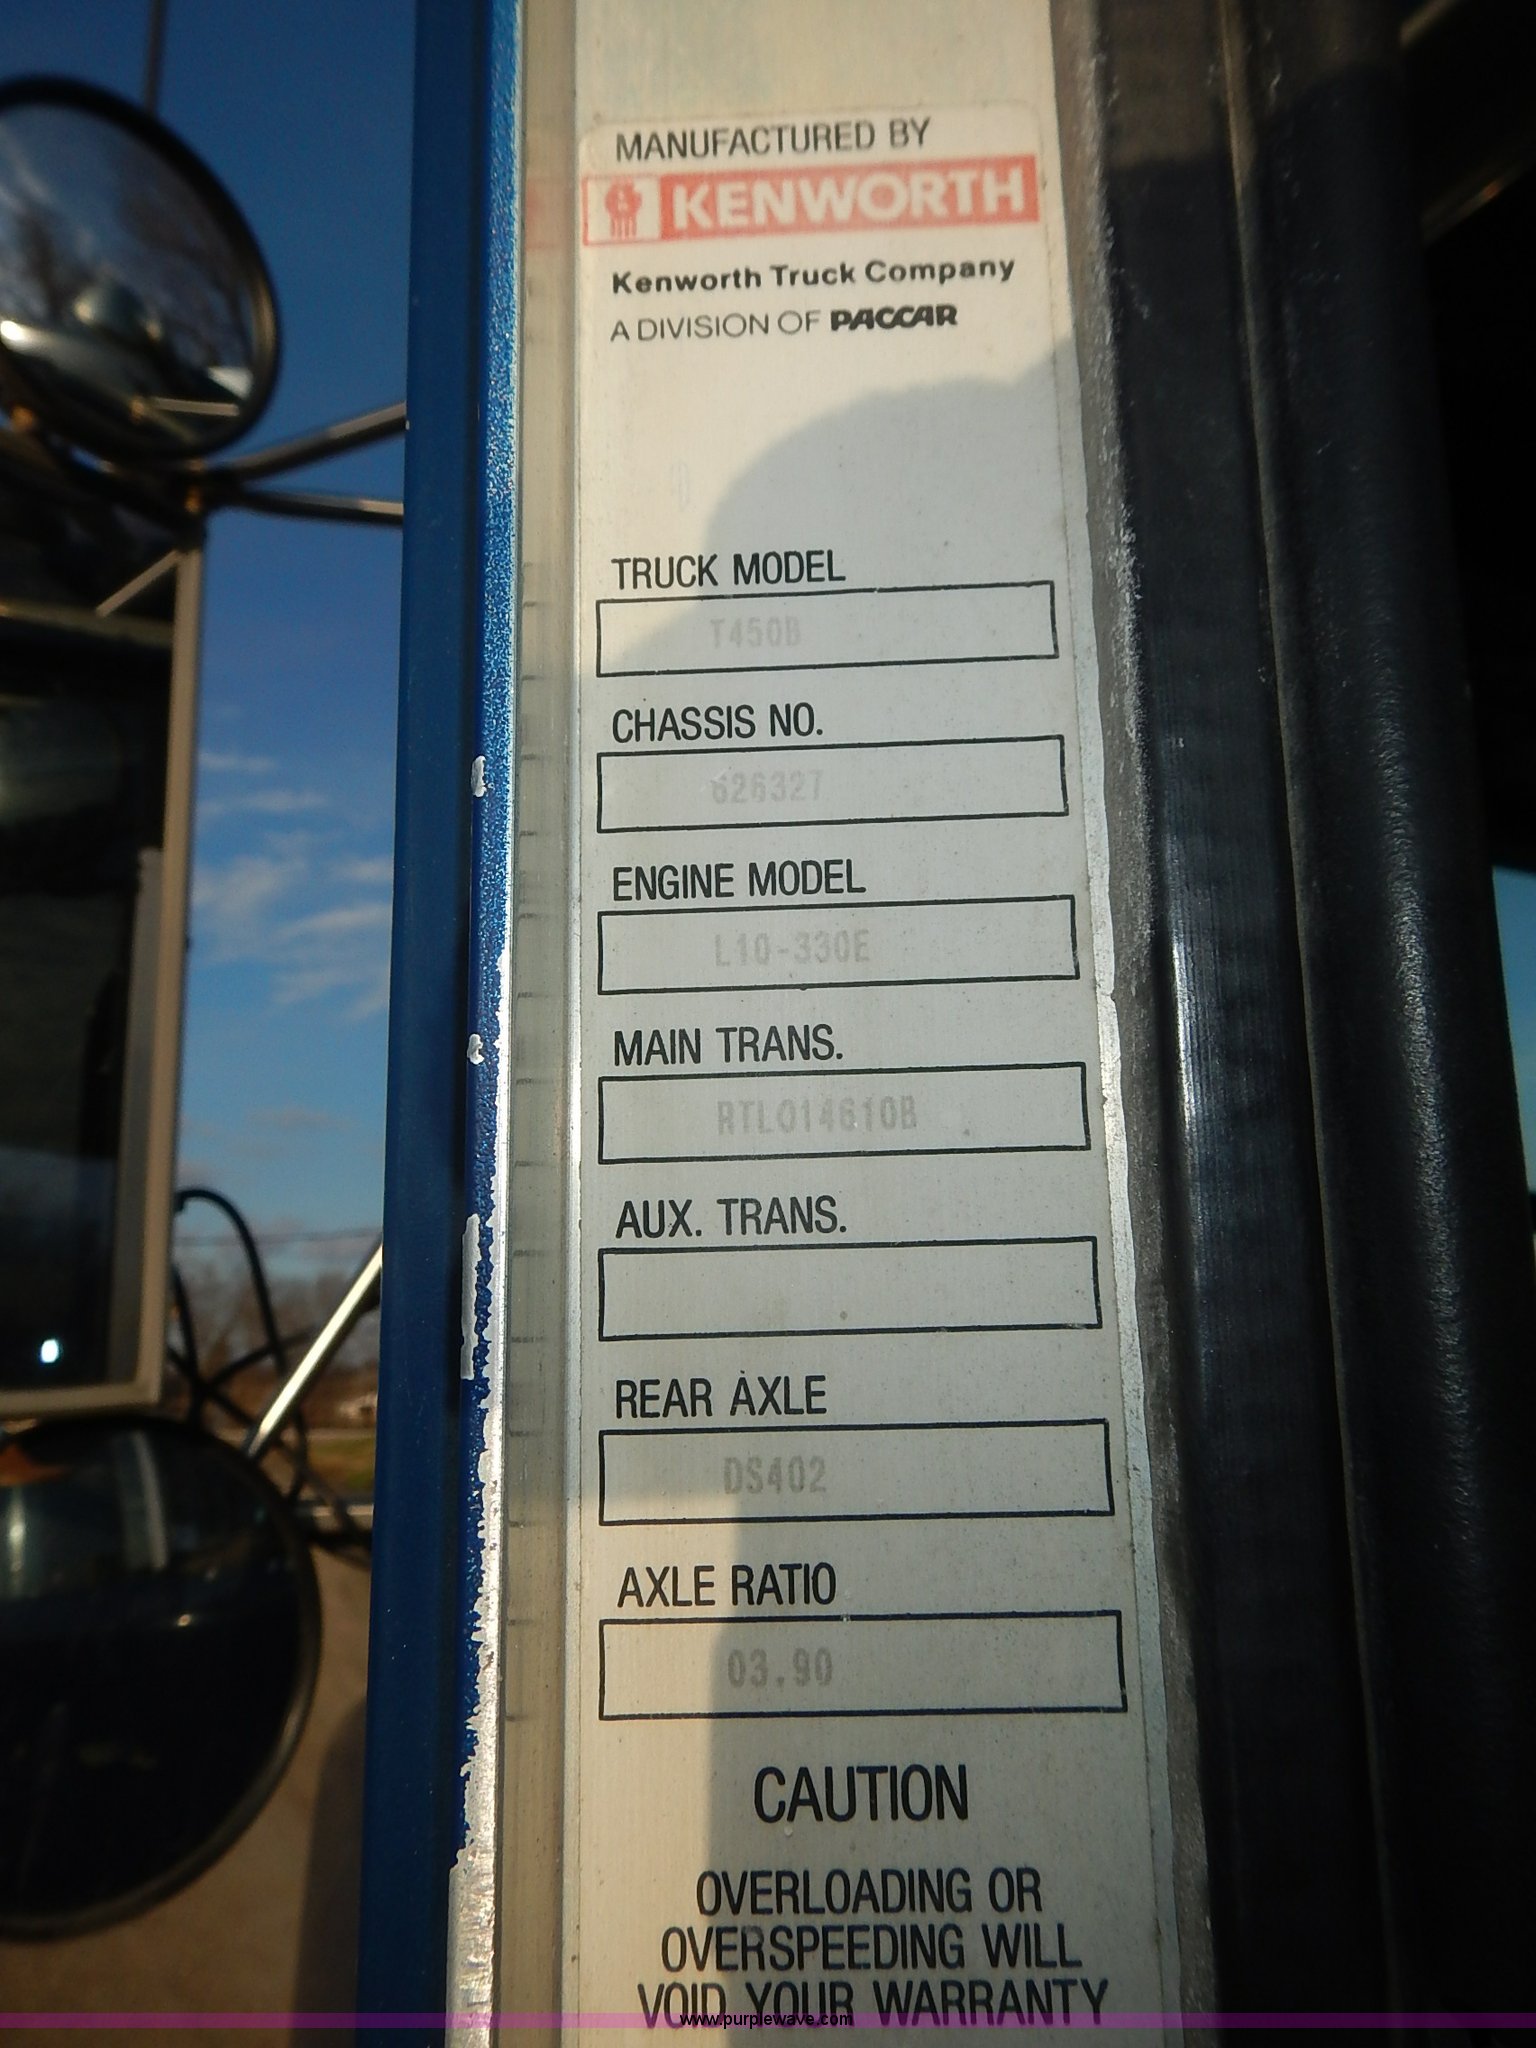 MANUFACTURED BY
KENWORTH
Kenworth Truck Company
A DIVISION OF PACCAR
TRUCK MODEL
T450B
CHASSIS NO.
626327
ENGINE MODEL
L10-330E
MAIN TRANS.
RTLO14610B
AUX. TRANS.
REAR AXLE
DS402
AXLE RATIO
03.90
CAUTION
OVERLOADING OR
OVERSPEEDING WILL
VOID YOUR WARRANTY
www.purplewave.com